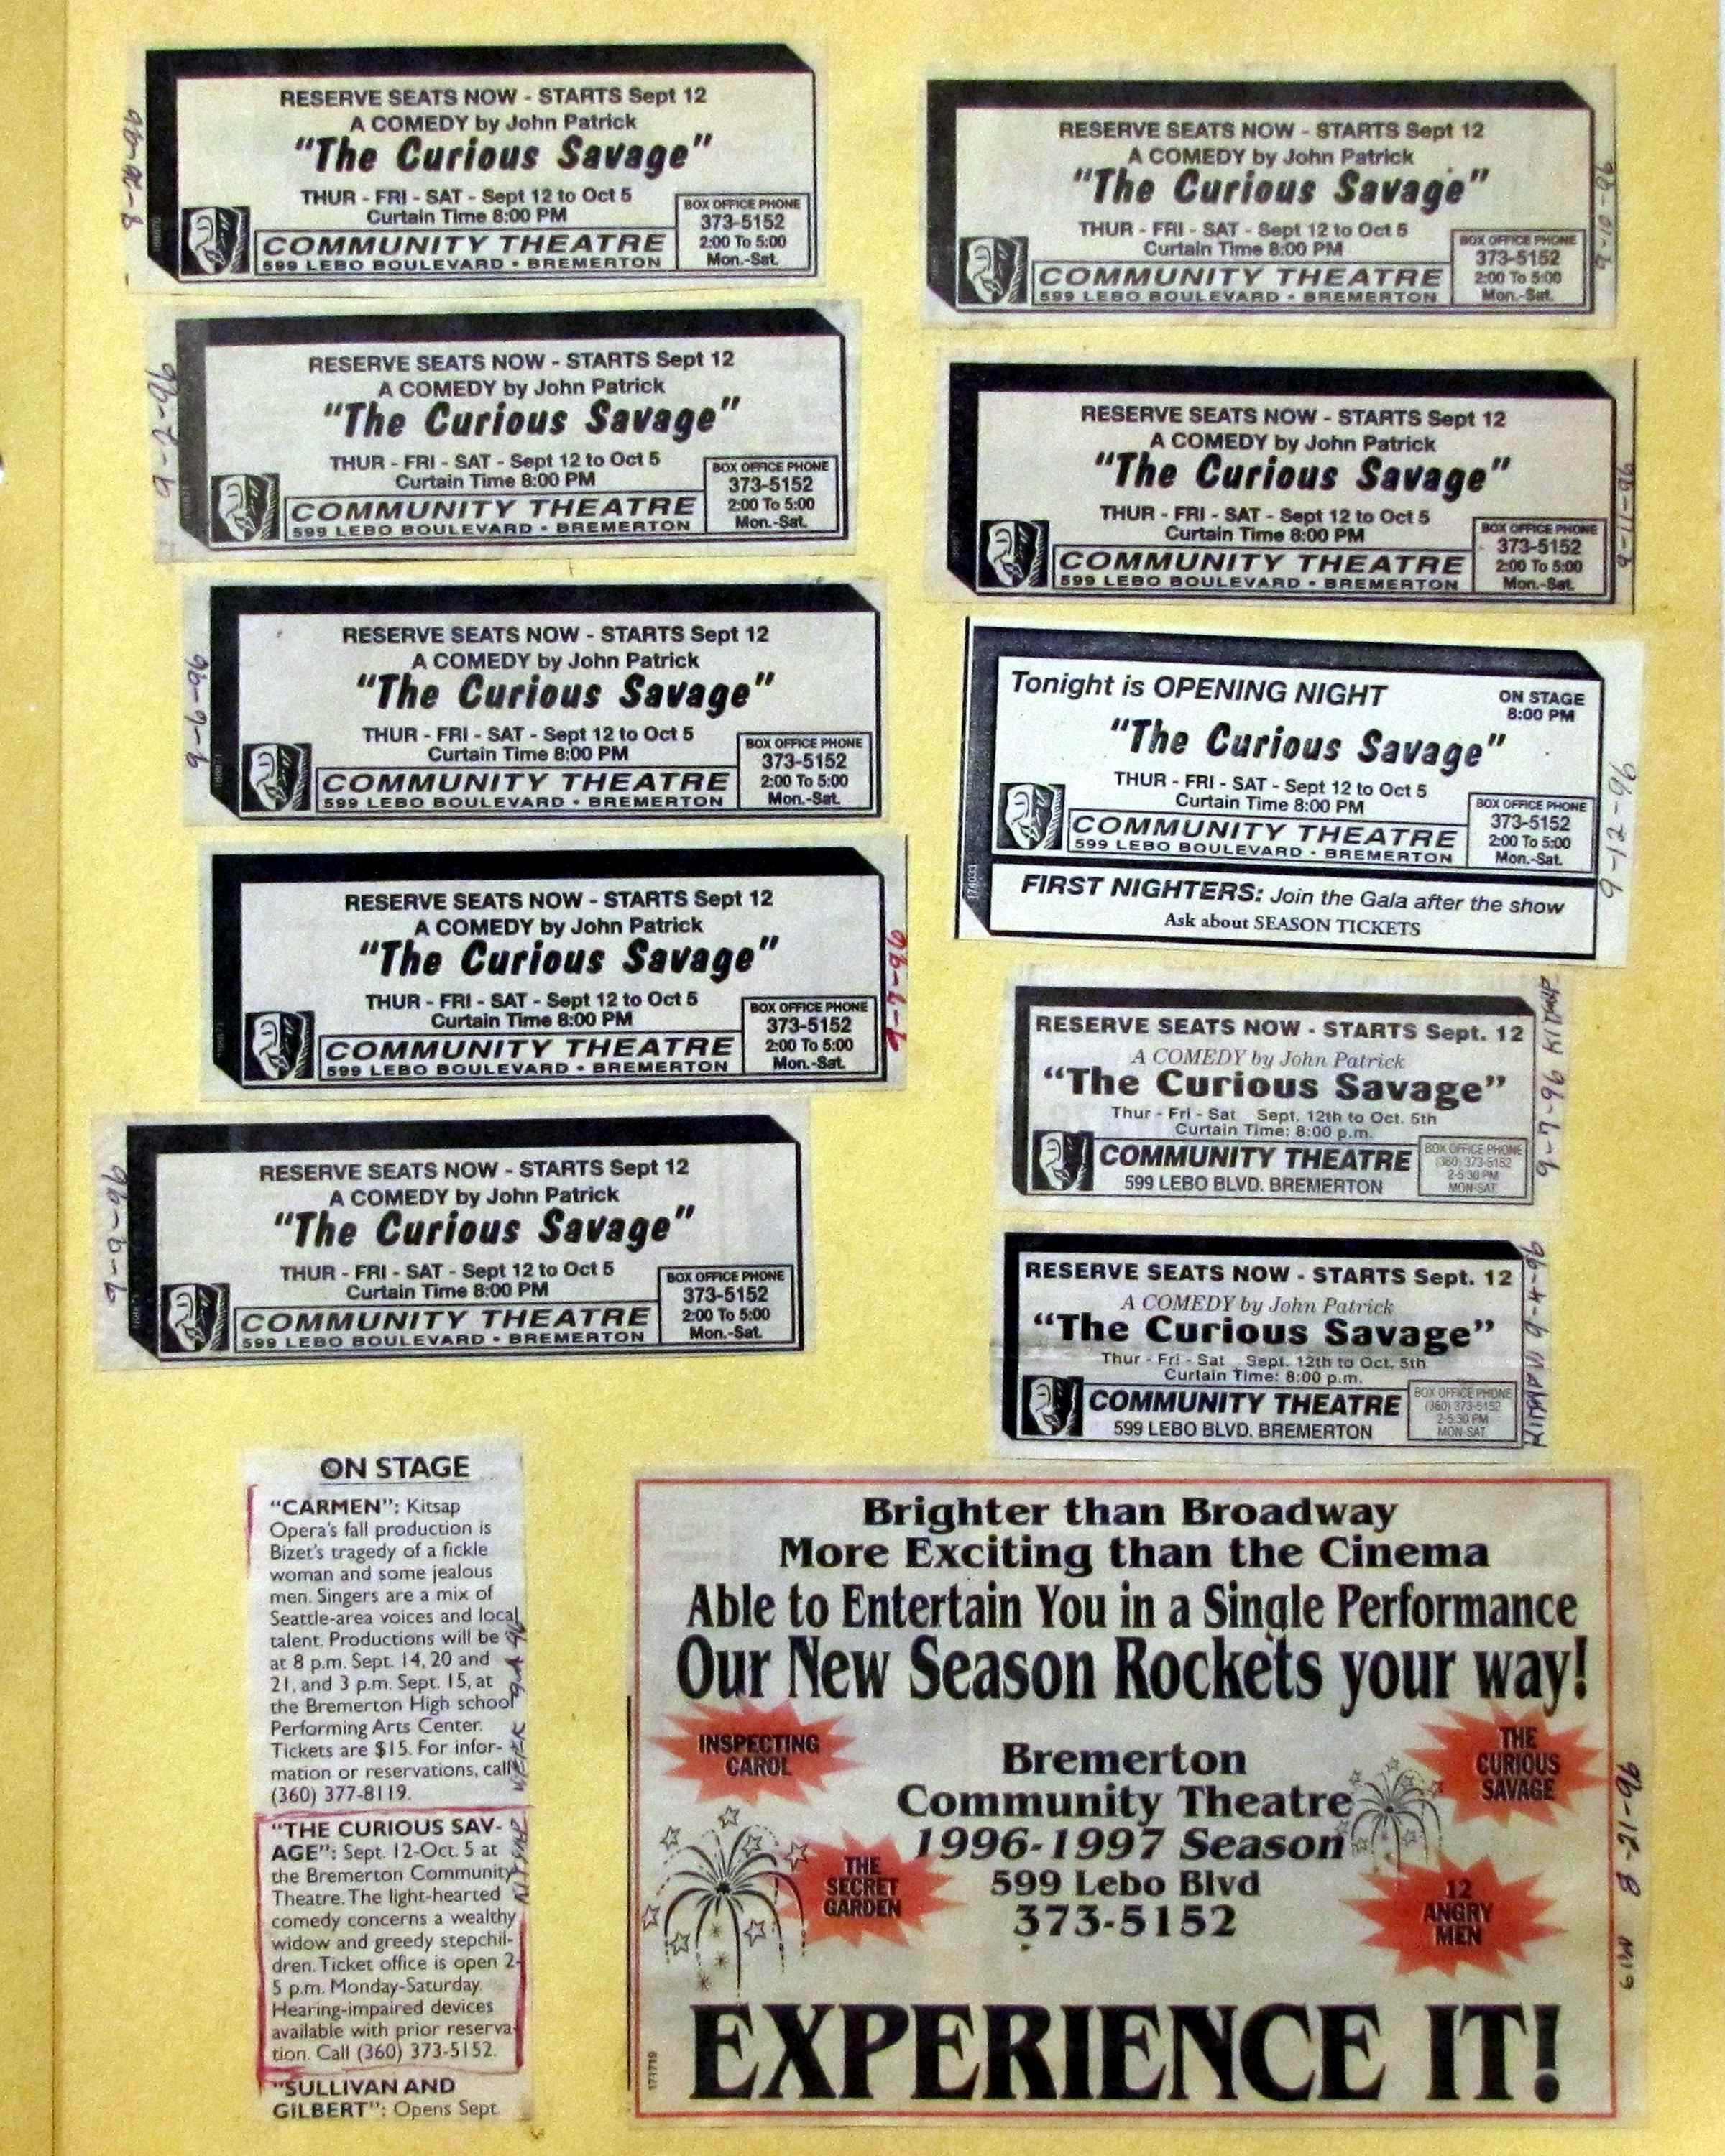 8-30-96
RESERVE SEATS NOW - STARTS Sept 12
A COMEDY by John Patrick
"The Curious Savage"
THUR - FRI - SAT - Sept 12 to Oct 5
Curtain Time 8:00 PM
COMMUNITY THEATRE
599 LEBO BOULEVARD • BREMERTON
BOX OFFICE PHONE
373-5152
2:00 To 5:00
Mon.-Sat.
9-2-96
RESERVE SEATS NOW - STARTS Sept 12
A COMEDY by John Patrick
"The Curious Savage"
THUR - FRI - SAT - Sept 12 to Oct 5
Curtain Time 8:00 PM
COMMUNITY THEATRE
599 LEBO BOULEVARD • BREMERTON
BOX OFFICE PHONE
373-5152
2:00 To 5:00
Mon.-Sat.
9-6-96
RESERVE SEATS NOW - STARTS Sept 12
A COMEDY by John Patrick
"The Curious Savage"
THUR - FRI - SAT - Sept 12 to Oct 5
Curtain Time 8:00 PM
COMMUNITY THEATRE
599 LEBO BOULEVARD • BREMERTON
BOX OFFICE PHONE
373-5152
2:00 To 5:00
Mon.-Sat.
RESERVE SEATS NOW - STARTS Sept 12
A COMEDY by John Patrick
"The Curious Savage"
THUR - FRI - SAT - Sept 12 to Oct 5
Curtain Time 8:00 PM
COMMUNITY THEATRE
599 LEBO BOULEVARD • BREMERTON
BOX OFFICE PHONE
373-5152
2:00 To 5:00
Mon.-Sat.
9-7-96
9-9-96
RESERVE SEATS NOW - STARTS Sept 12
A COMEDY by John Patrick
"The Curious Savage"
THUR - FRI - SAT - Sept 12 to Oct 5
Curtain Time 8:00 PM
COMMUNITY THEATRE
599 LEBO BOULEVARD • BREMERTON
BOX OFFICE PHONE
373-5152
2:00 To 5:00
Mon.-Sat.
RESERVE SEATS NOW - STARTS Sept 12
A COMEDY by John Patrick
"The Curious Savage"
THUR - FRI - SAT - Sept 12 to Oct 5
Curtain Time 8:00 PM
COMMUNITY THEATRE
599 LEBO BOULEVARD • BREMERTON
BOX OFFICE PHONE
373-5152
2:00 To 5:00
Mon.-Sat.
9-10-96
RESERVE SEATS NOW - STARTS Sept 12
A COMEDY by John Patrick
"The Curious Savage"
THUR - FRI - SAT - Sept 12 to Oct 5
Curtain Time 8:00 PM
COMMUNITY THEATRE
599 LEBO BOULEVARD • BREMERTON
BOX OFFICE PHONE
373-5152
2:00 To 5:00
Mon.-Sat.
9-11-96
Tonight is OPENING NIGHT
ON STAGE
8:00 PM
"The Curious Savage"
THUR - FRI - SAT - Sept 12 to Oct 5
Curtain Time 8:00 PM
COMMUNITY THEATRE
599 LEBO BOULEVARD • BREMERTON
BOX OFFICE PHONE
373-5152
2:00 To 5:00
Mon.-Sat.
174033
FIRST NIGHTERS: Join the Gala after the show
Ask about SEASON TICKETS
9-12-96
RESERVE SEATS NOW - STARTS Sept. 12
A COMEDY by John Patrick
"The Curious Savage"
Thur - Fri - Sat Sept. 12th to Oct. 5th
Curtain Time: 8:00 p.m.
COMMUNITY THEATRE
599 LEBO BLVD. BREMERTON
BOX OFFICE PHONE
(360) 373-5152
2-5:30 PM
MON-SAT
9-7-96
RESERVE SEATS NOW - STARTS Sept. 12
A COMEDY by John Patrick
"The Curious Savage"
Thur - Fri - Sat Sept. 12th to Oct. 5th
Curtain Time: 8:00 p.m.
COMMUNITY THEATRE
599 LEBO BLVD. BREMERTON
BOX OFFICE PHONE
(360) 373-5152
2-5:30 PM
MON-SAT
9-4-96
ON STAGE
"CARMEN": Kitsap
Opera's fall production is
Bizet's tragedy of a fickle
woman and some jealous
men. Singers are a mix of
Seattle-area voices and local
talent. Productions will be
at 8 p.m. Sept. 14, 20 and
21, and 3 p.m. Sept. 15, at
the Bremerton High school
Performing Arts Center.
Tickets are $15. For infor-
mation or reservations, call
(360) 377-8119.
"THE CURIOUS SAV-
AGE": Sept. 12-Oct. 5 at
the Bremerton Community
Theatre. The light-hearted
comedy concerns a wealthy
widow and greedy stepchil-
dren. Ticket office is open 2-
5 p.m. Monday-Saturday.
Hearing-impaired devices
available with prior reserva-
tion. Call (360) 373-5152.
"SULLIVAN AND
GILBERT": Opens Sept.
Brighter than Broadway
More Exciting than the Cinema
Able to Entertain You in a Single Performance
Our New Season Rockets your way!
INSPECTING
CAROL
THE
CURIOUS
SAVAGE
Bremerton
Community Theatre
1996-1997 Season
599 Lebo Blvd
373-5152
THE
SECRET
GARDEN
12
ANGRY
MEN
EXPERIENCE IT!
171719
8-21-96